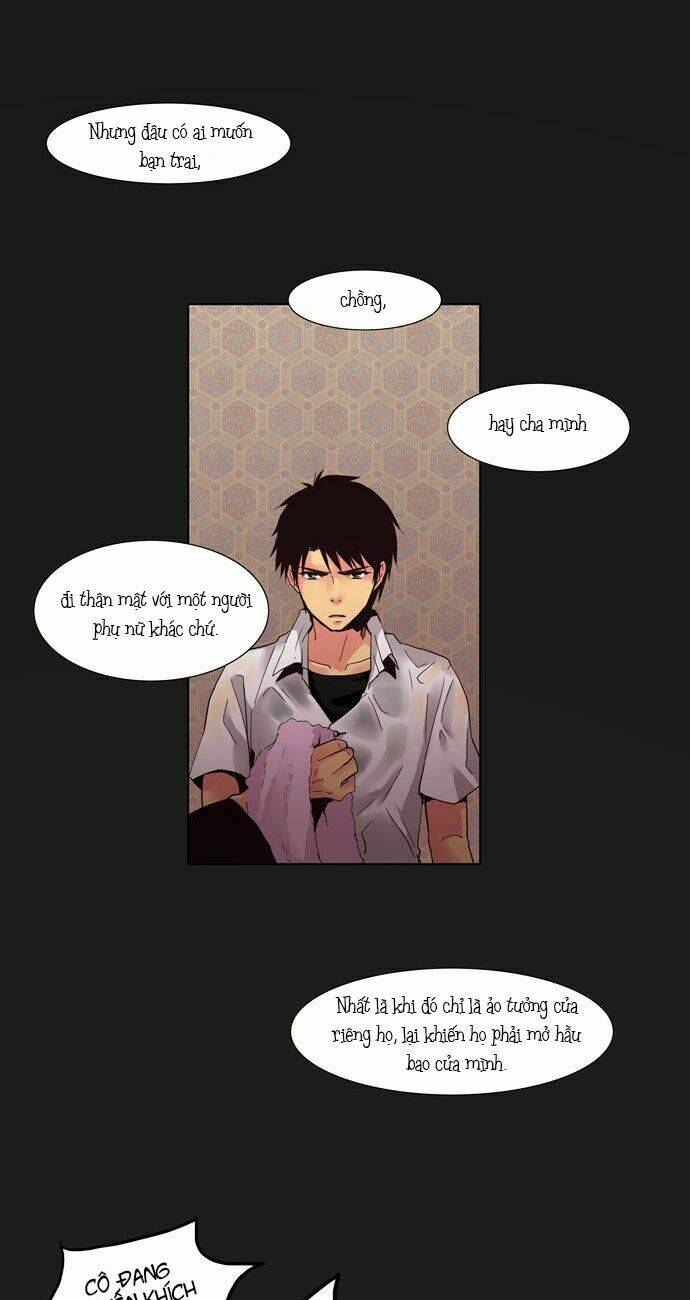 Nhưng đâu có ai muốn
bạn trai,
chồng,
hay cha mình
đi thân mật với một người
phụ nữ khác chứ.
Nhất là khi đó chỉ là ảo tưởng của
riêng họ, lại khiến họ phải mở hầu
bao của mình.
CÔ ĐANG
KHÍCH